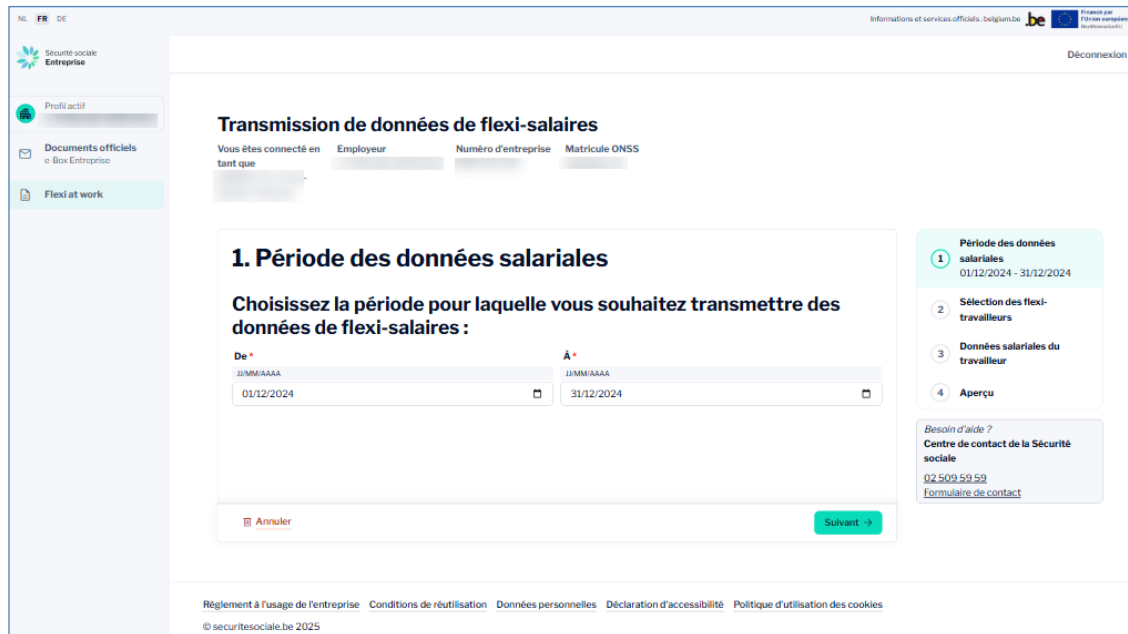 NL FR DE
Informations et services officiels : belgium.be
.be
Financé par
l'Union européenne
NextGenerationEU
Sécurité sociale
Entreprise
Déconnexion
Profil actif
Documents officiels
e-Box Entreprise
Flexi at work
Transmission de données de flexi-salaires
Vous êtes connecté en
tant que
Employeur
Numéro d'entreprise
Matricule ONSS
1. Période des données salariales
Choisissez la période pour laquelle vous souhaitez transmettre des
données de flexi-salaires :
De *
JJ/MM/AAAA
01/12/2024
À *
JJ/MM/AAAA
31/12/2024
Annuler
Suivant →
1
Période des données
salariales
01/12/2024 - 31/12/2024
2
Sélection des flexi-
travailleurs
3
Données salariales du
travailleur
4
Aperçu
Besoin d'aide ?
Centre de contact de la Sécurité
sociale
02 509 59 59
Formulaire de contact
Règlement à l'usage de l'entreprise Conditions de réutilisation Données personnelles Déclaration d'accessibilité Politique d'utilisation des cookies
© securitesociale.be 2025